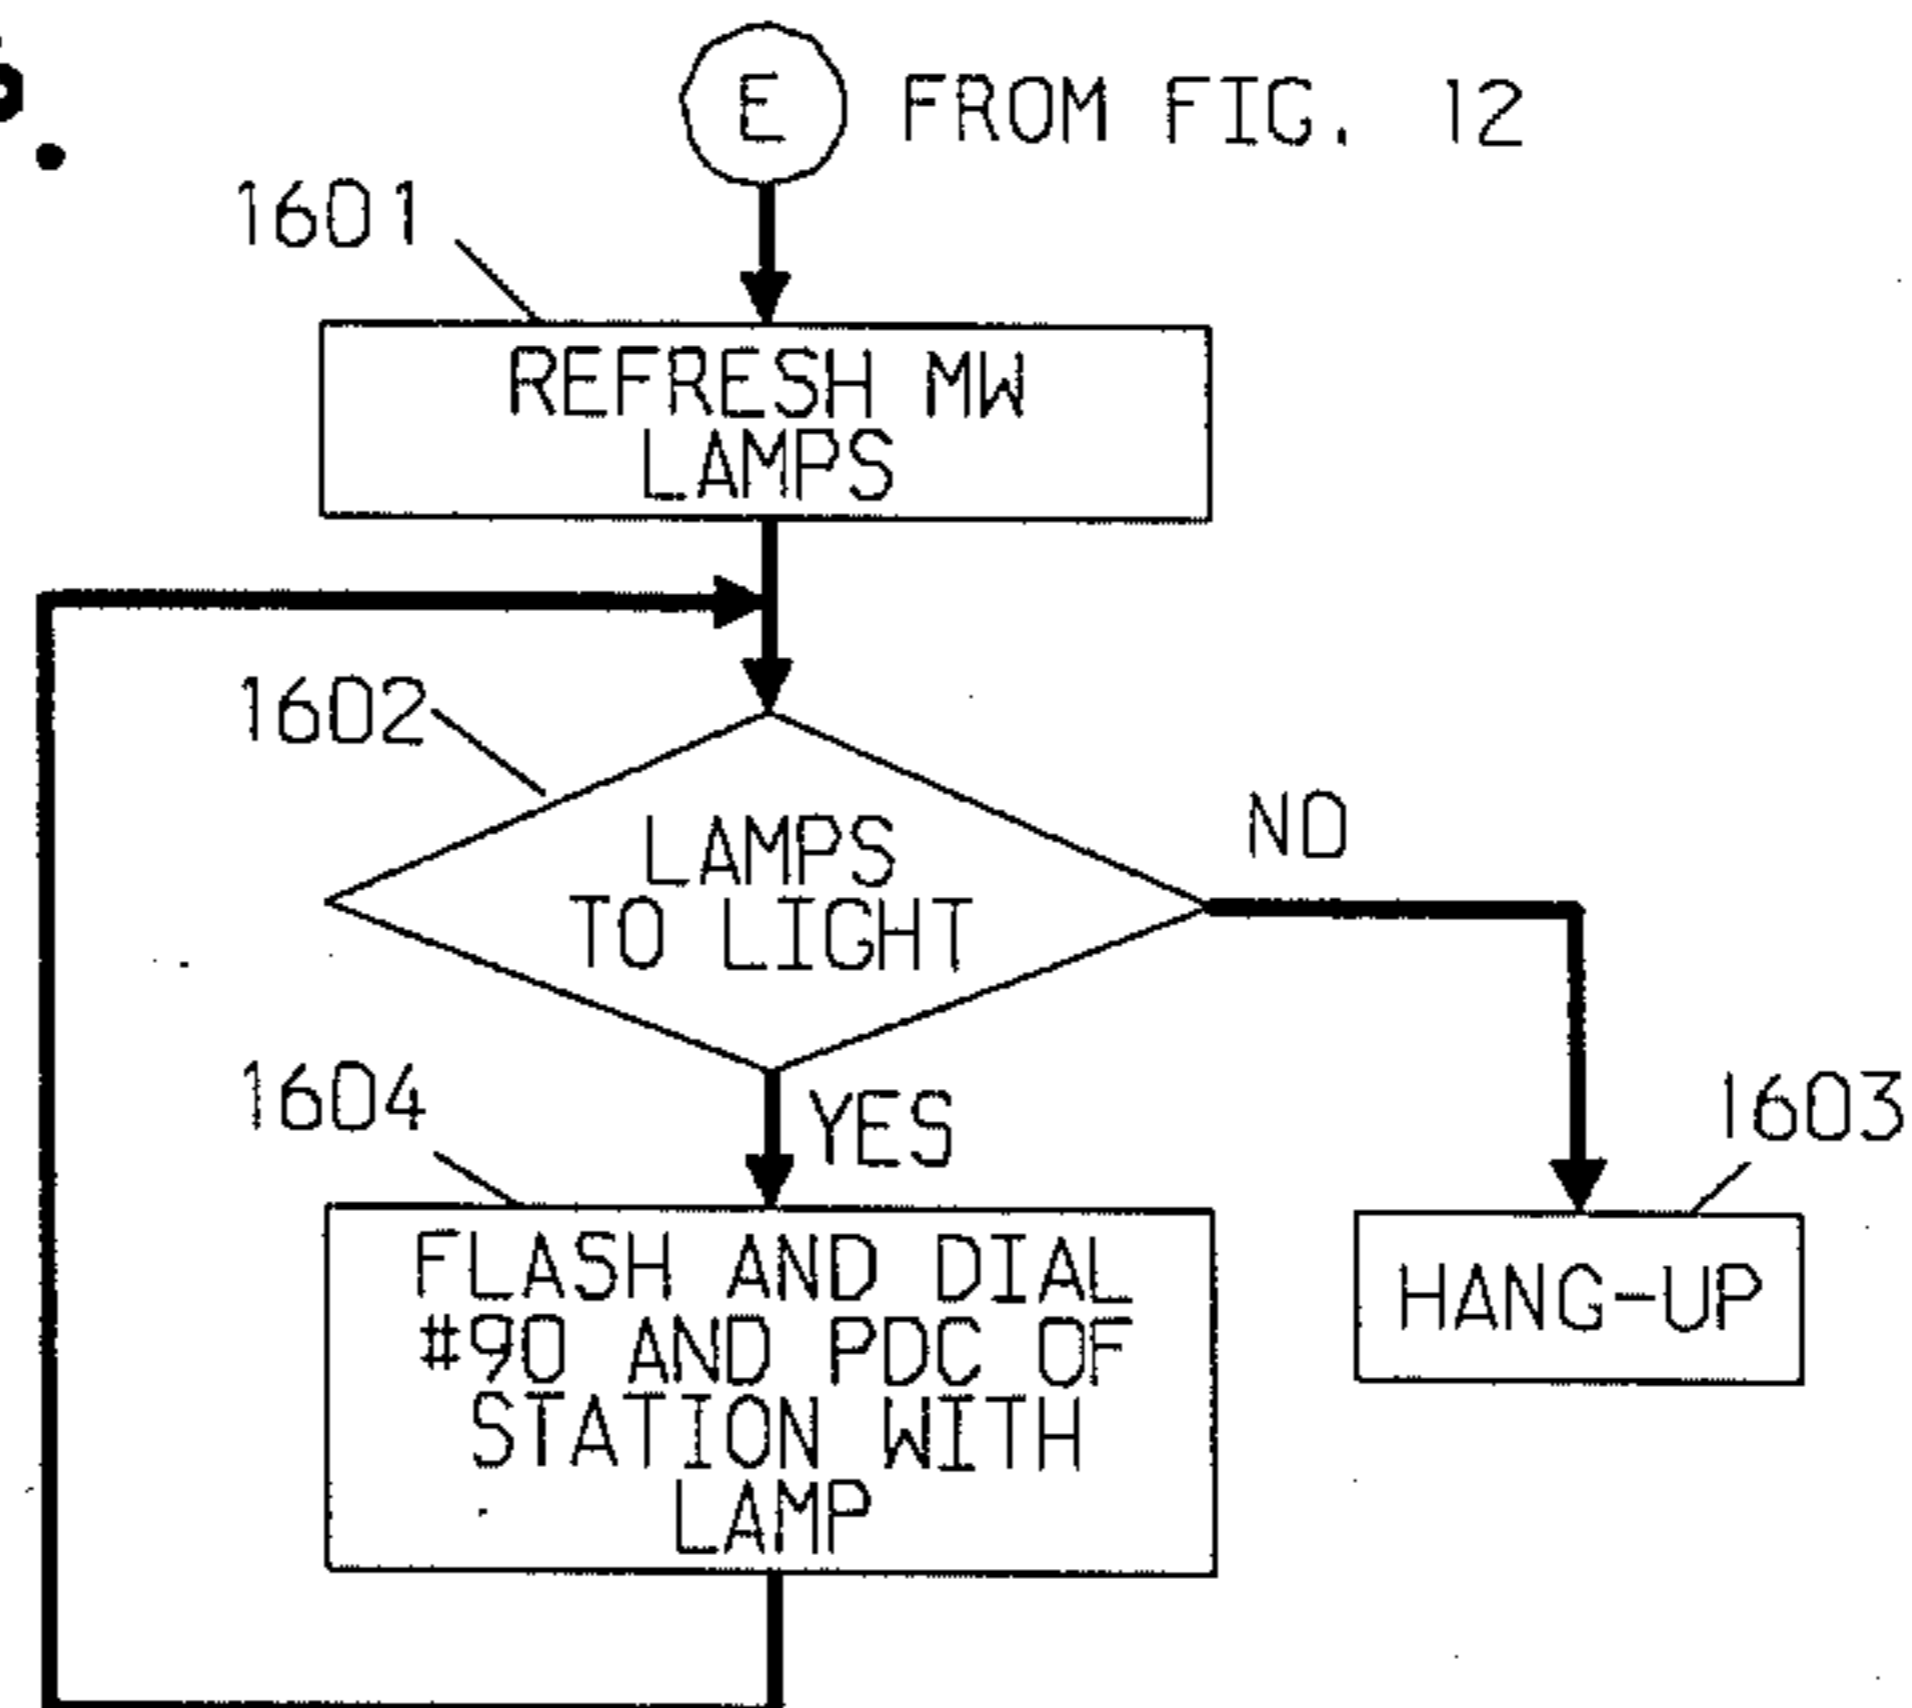 E FROM FIG. 12
1601
REFRESH MW
LAMPS
1602
LAMPS
TO LIGHT
NO
1604
YES
1603
FLASH AND DIAL
#90 AND PDC OF
STATION WITH
LAMP
HANG-UP